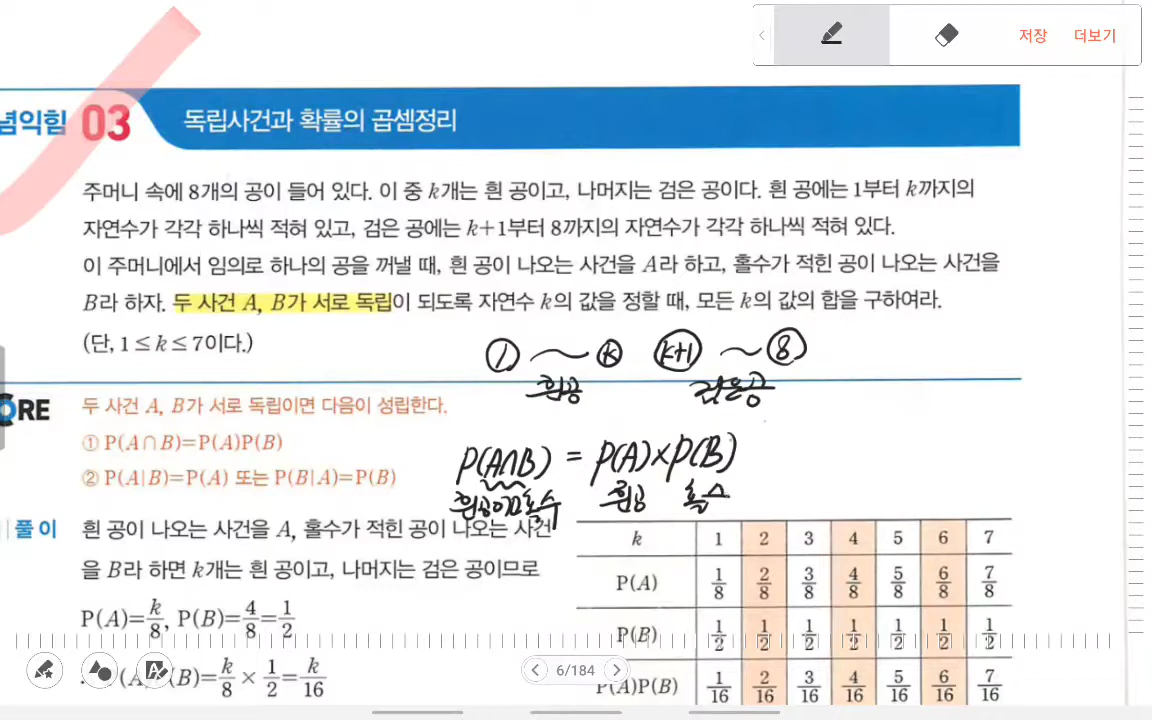 저장 더보기
념익힘 03 독립사건과 확률의 곱셈정리
주머니 속에 8개의 공이 들어 있다. 이 중 k개는 흰 공이고, 나머지는 검은 공이다. 흰 공에는 1부터 k까지의
자연수가 각각 하나씩 적혀 있고, 검은 공에는 k+1부터 8까지의 자연수가 각각 하나씩 적혀 있다.
이 주머니에서 임의로 하나의 공을 꺼낼 때, 흰 공이 나오는 사건을 A라 하고, 홀수가 적힌 공이 나오는 사건을
B라 하자. 두 사건 A, B가 서로 독립이 되도록 자연수 k의 값을 정할 때, 모든 k의 값의 합을 구하여라.
(단, 1≤k≤7이다.)
① ~ ⓚ (k+1) ~ ⑧
흰공 검은공
ORE 두 사건 A, B가 서로 독립이면 다음이 성립한다.
① P(A∩B)=P(A)P(B)
② P(A|B)=P(A) 또는 P(B|A)=P(B)
P(A∩B) = P(A)×P(B)
흰공이고홀수 흰공 홀수
풀이 흰 공이 나오는 사건을 A, 홀수가 적힌 공이 나오는 사건
을 B라 하면 k개는 흰 공이고, 나머지는 검은 공이므로
P(A)=k/8, P(B)=4/8=1/2
(B)=k/8×1/2=k/16
k 1 2 3 4 5 6 7
P(A) 1/8 2/8 3/8 4/8 5/8 6/8 7/8
P(B) 1/2 1/2 1/2 1/2 1/2 1/2 1/2
P(A)P(B) 1/16 2/16 3/16 4/16 5/16 6/16 7/16
6/184